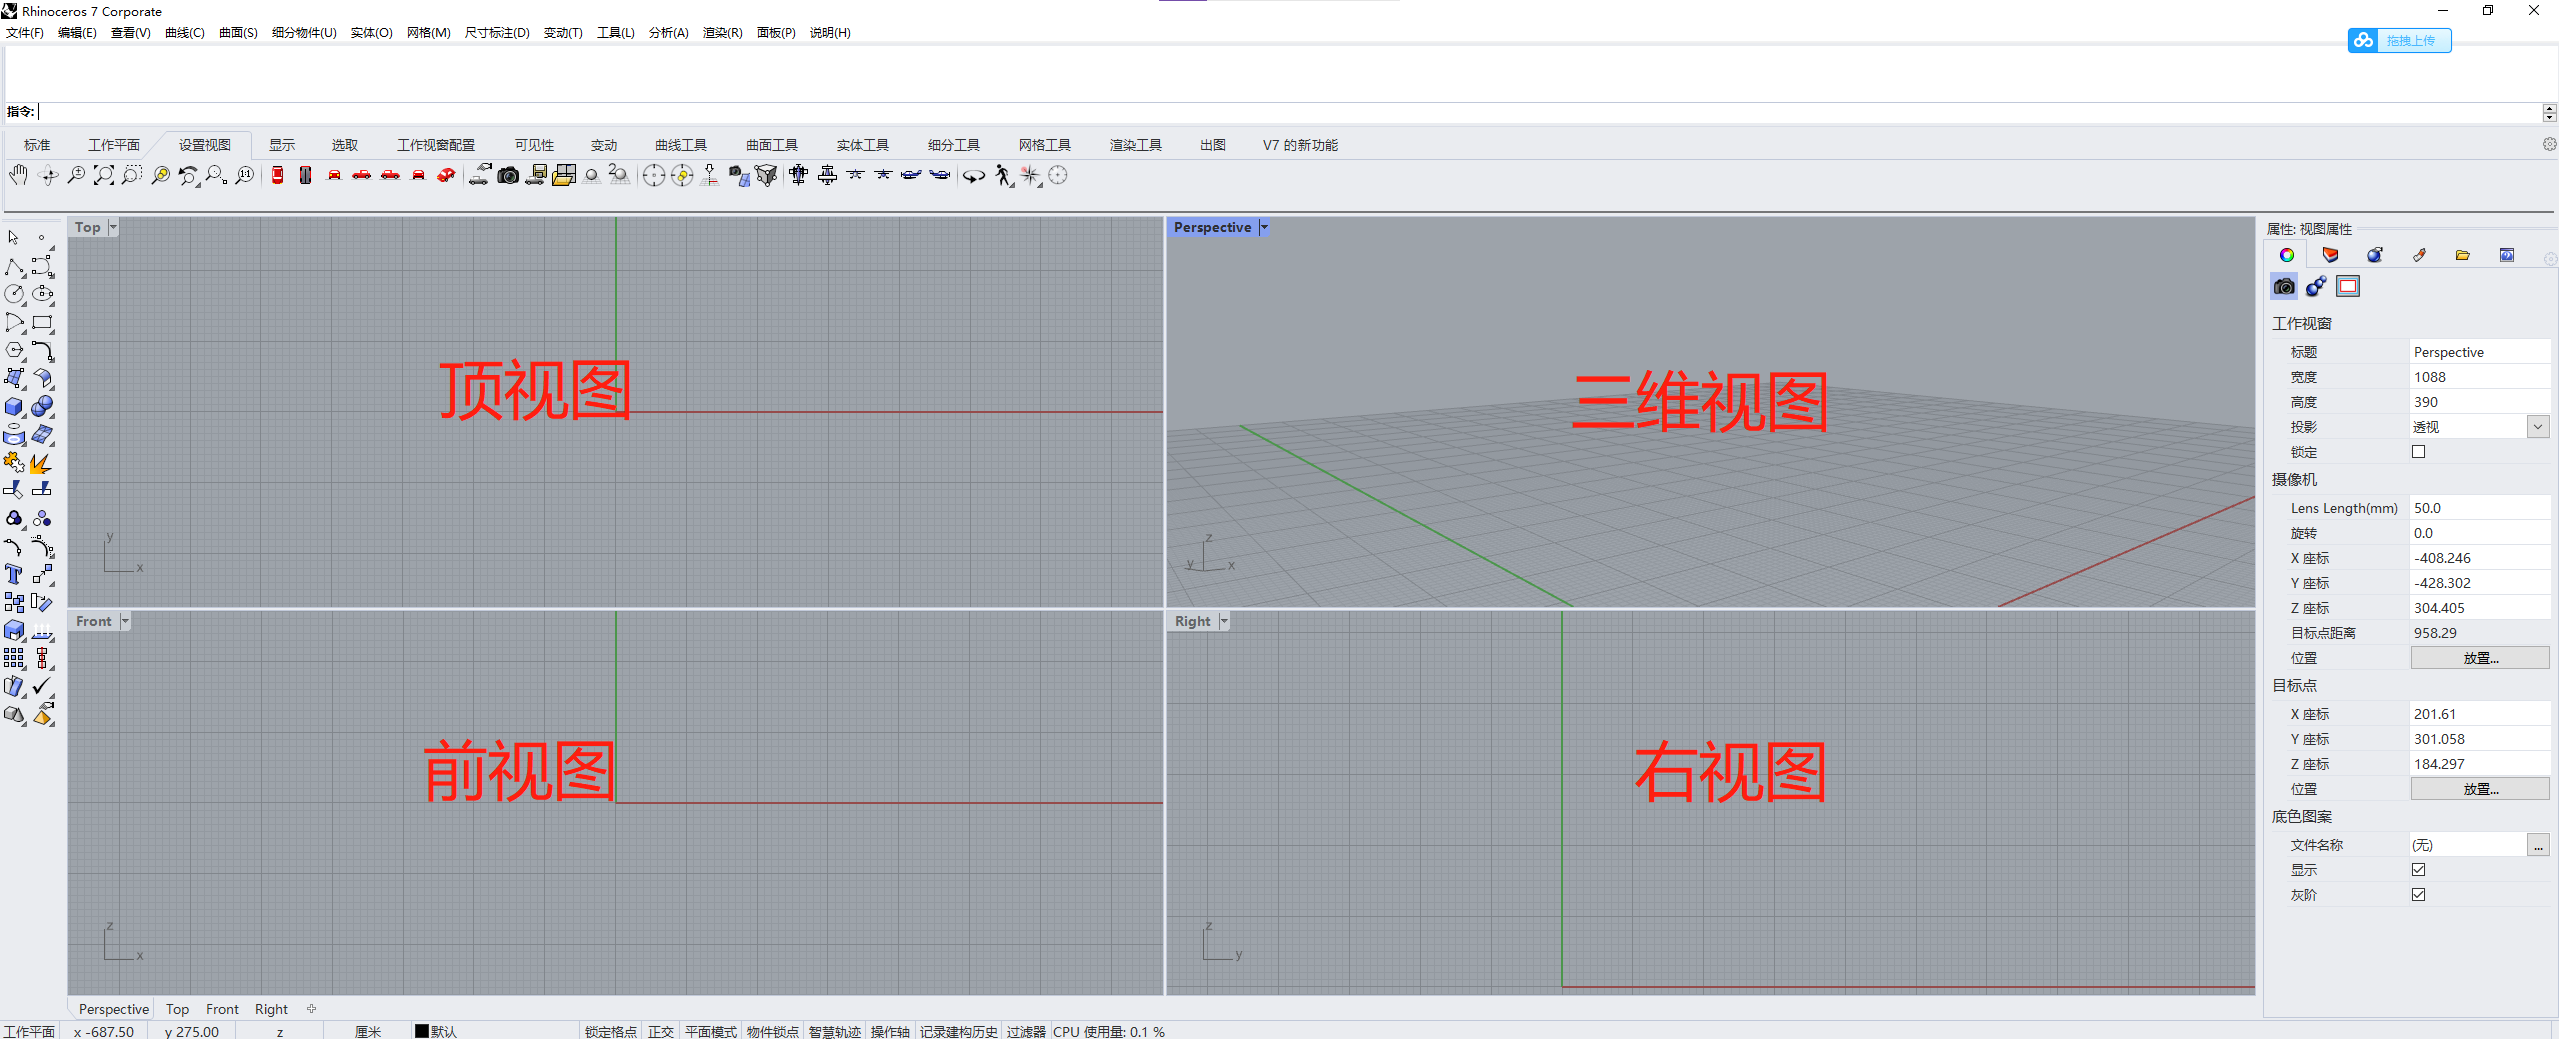 Rhinoceros 7 Corporate
文件(F) 编辑(E) 查看(V) 曲线(C) 曲面(S) 细分物件(U) 实体(O) 网格(M) 尺寸标注(D) 变动(T) 工具(L) 分析(A) 渲染(R) 面板(P) 说明(H)
拖拽上传
指令:
标准 工作平面 设置视图 显示 选取 工作视窗配置 可见性 变动 曲线工具 曲面工具 实体工具 细分工具 网格工具 渲染工具 出图 V7 的新功能
Top
顶视图
y
x
Perspective
三维视图
z
y x
Front
前视图
z
x
Right
右视图
z
y
属性: 视图属性
工作视窗
标题 Perspective
宽度 1088
高度 390
投影 透视
锁定
摄像机
Lens Length(mm) 50.0
旋转 0.0
X 座标 -408.246
Y 座标 -428.302
Z 座标 304.405
目标点距离 958.29
位置 放置...
目标点
X 座标 201.61
Y 座标 301.058
Z 座标 184.297
位置 放置...
底色图案
文件名称 (无) ...
显示
灰阶
Perspective Top Front Right
工作平面 x -687.50 y 275.00 z 厘米 默认 锁定格点 正交 平面模式 物件锁点 智慧轨迹 操作轴 记录建构历史 过滤器 CPU 使用量: 0.1 %